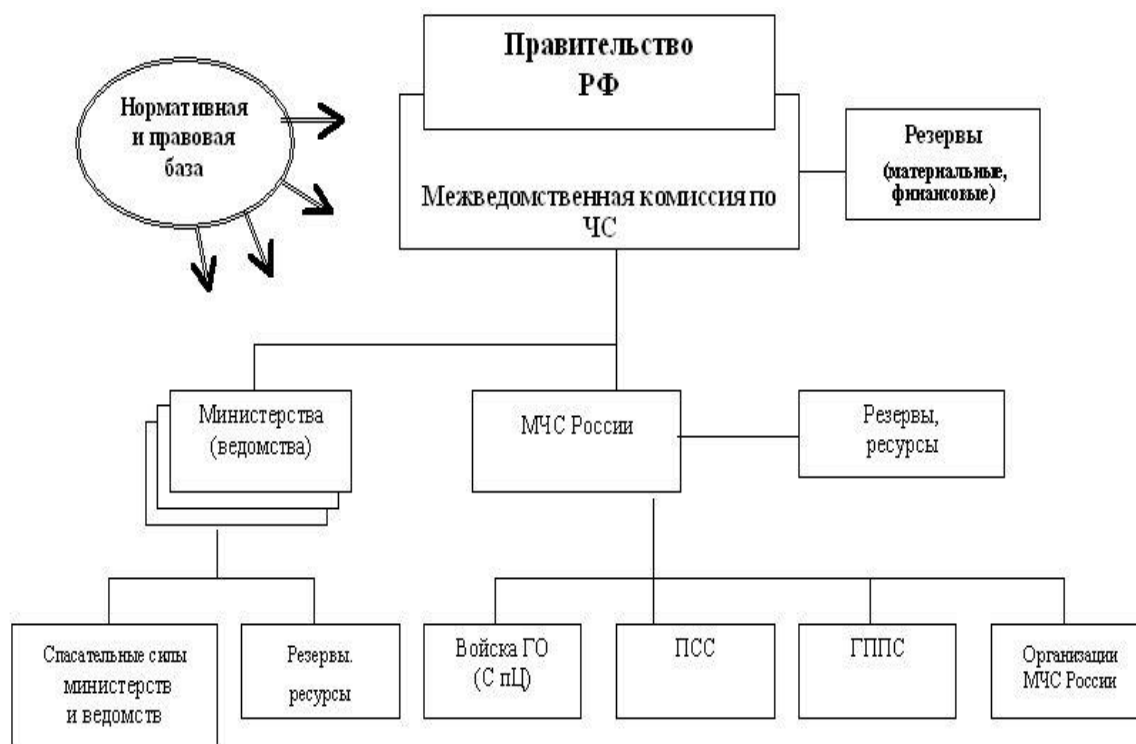 Правительство
РФ
Нормативная
и правовая
база
Резервы
(материальные,
финансовые)
Межведомственная комиссия по
ЧС
Министерства
(ведомства)
МЧС России
Резервы,
ресурсы
Спасательные силы
министерств
и ведомств
Резервы.
ресурсы
Войска ГО
(С пЦ)
ПСС
ГППС
Организации
МЧС России